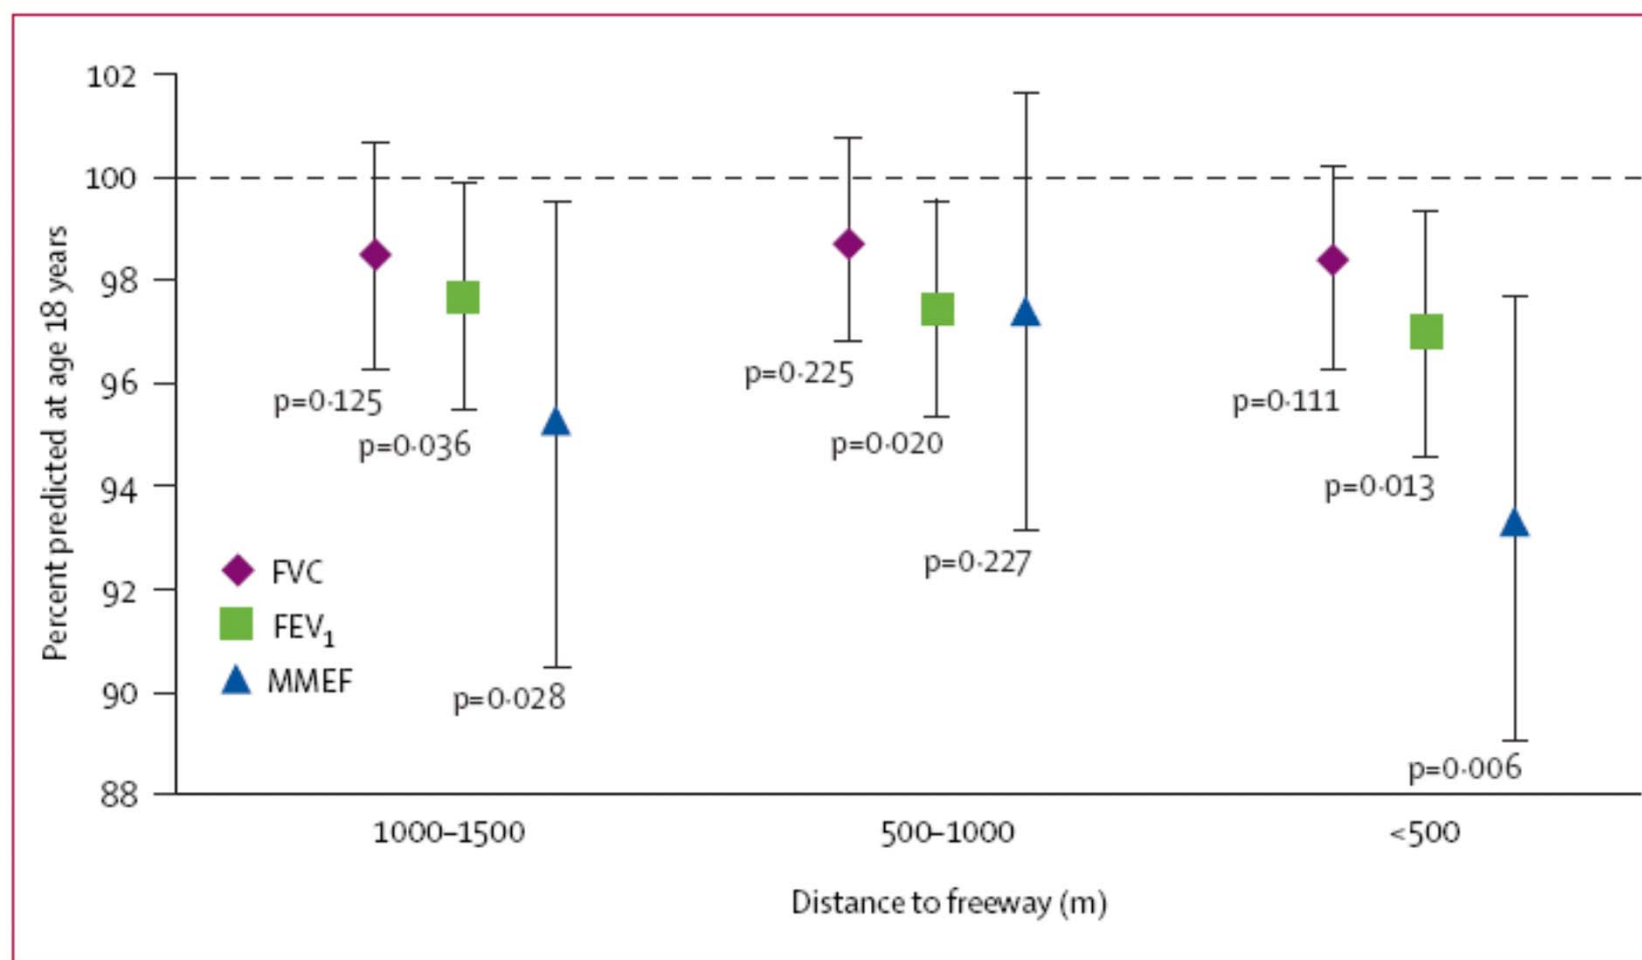 Percent predicted at age 18 years
102
100
98
96
94
92
90
88
p=0·125
p=0·036
p=0·028
p=0·225
p=0·020
p=0·227
p=0·111
p=0·013
p=0·006
FVC
FEV₁
MMEF
1000–1500
500–1000
<500
Distance to freeway (m)